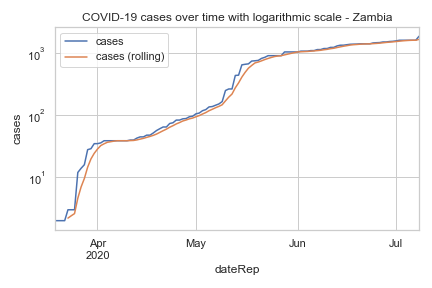 COVID-19 cases over time with logarithmic scale - Zambia
cases
cases (rolling)
10³
10²
10¹
cases
Apr
2020
May
Jun
Jul
dateRep